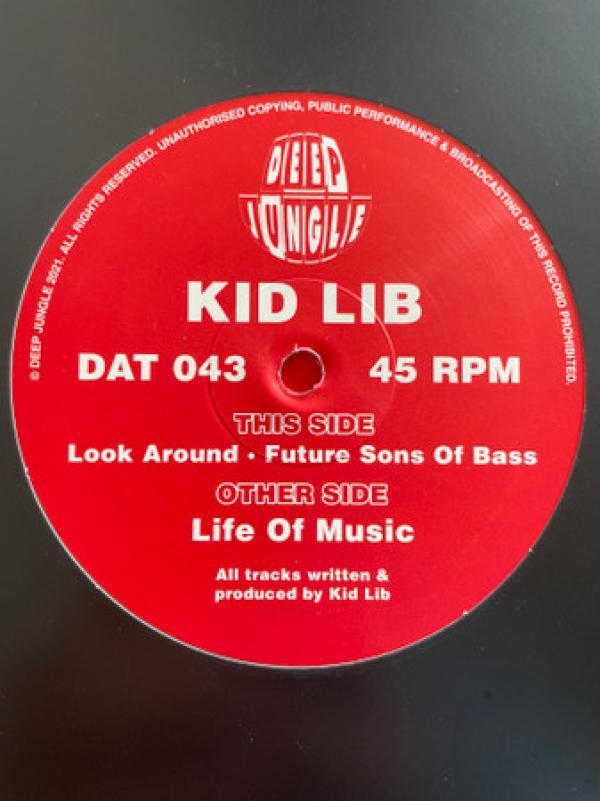 © DEEP JUNGLE 2021. ALL RIGHTS RESERVED. UNAUTHORISED COPYING, PUBLIC PERFORMANCE & BROADCASTING OF THIS RECORD PROHIBITED.
DEEP
JUNGLE
KID LIB
DAT 043 45 RPM
THIS SIDE
Look Around • Future Sons Of Bass
OTHER SIDE
Life Of Music
All tracks written &
produced by Kid Lib